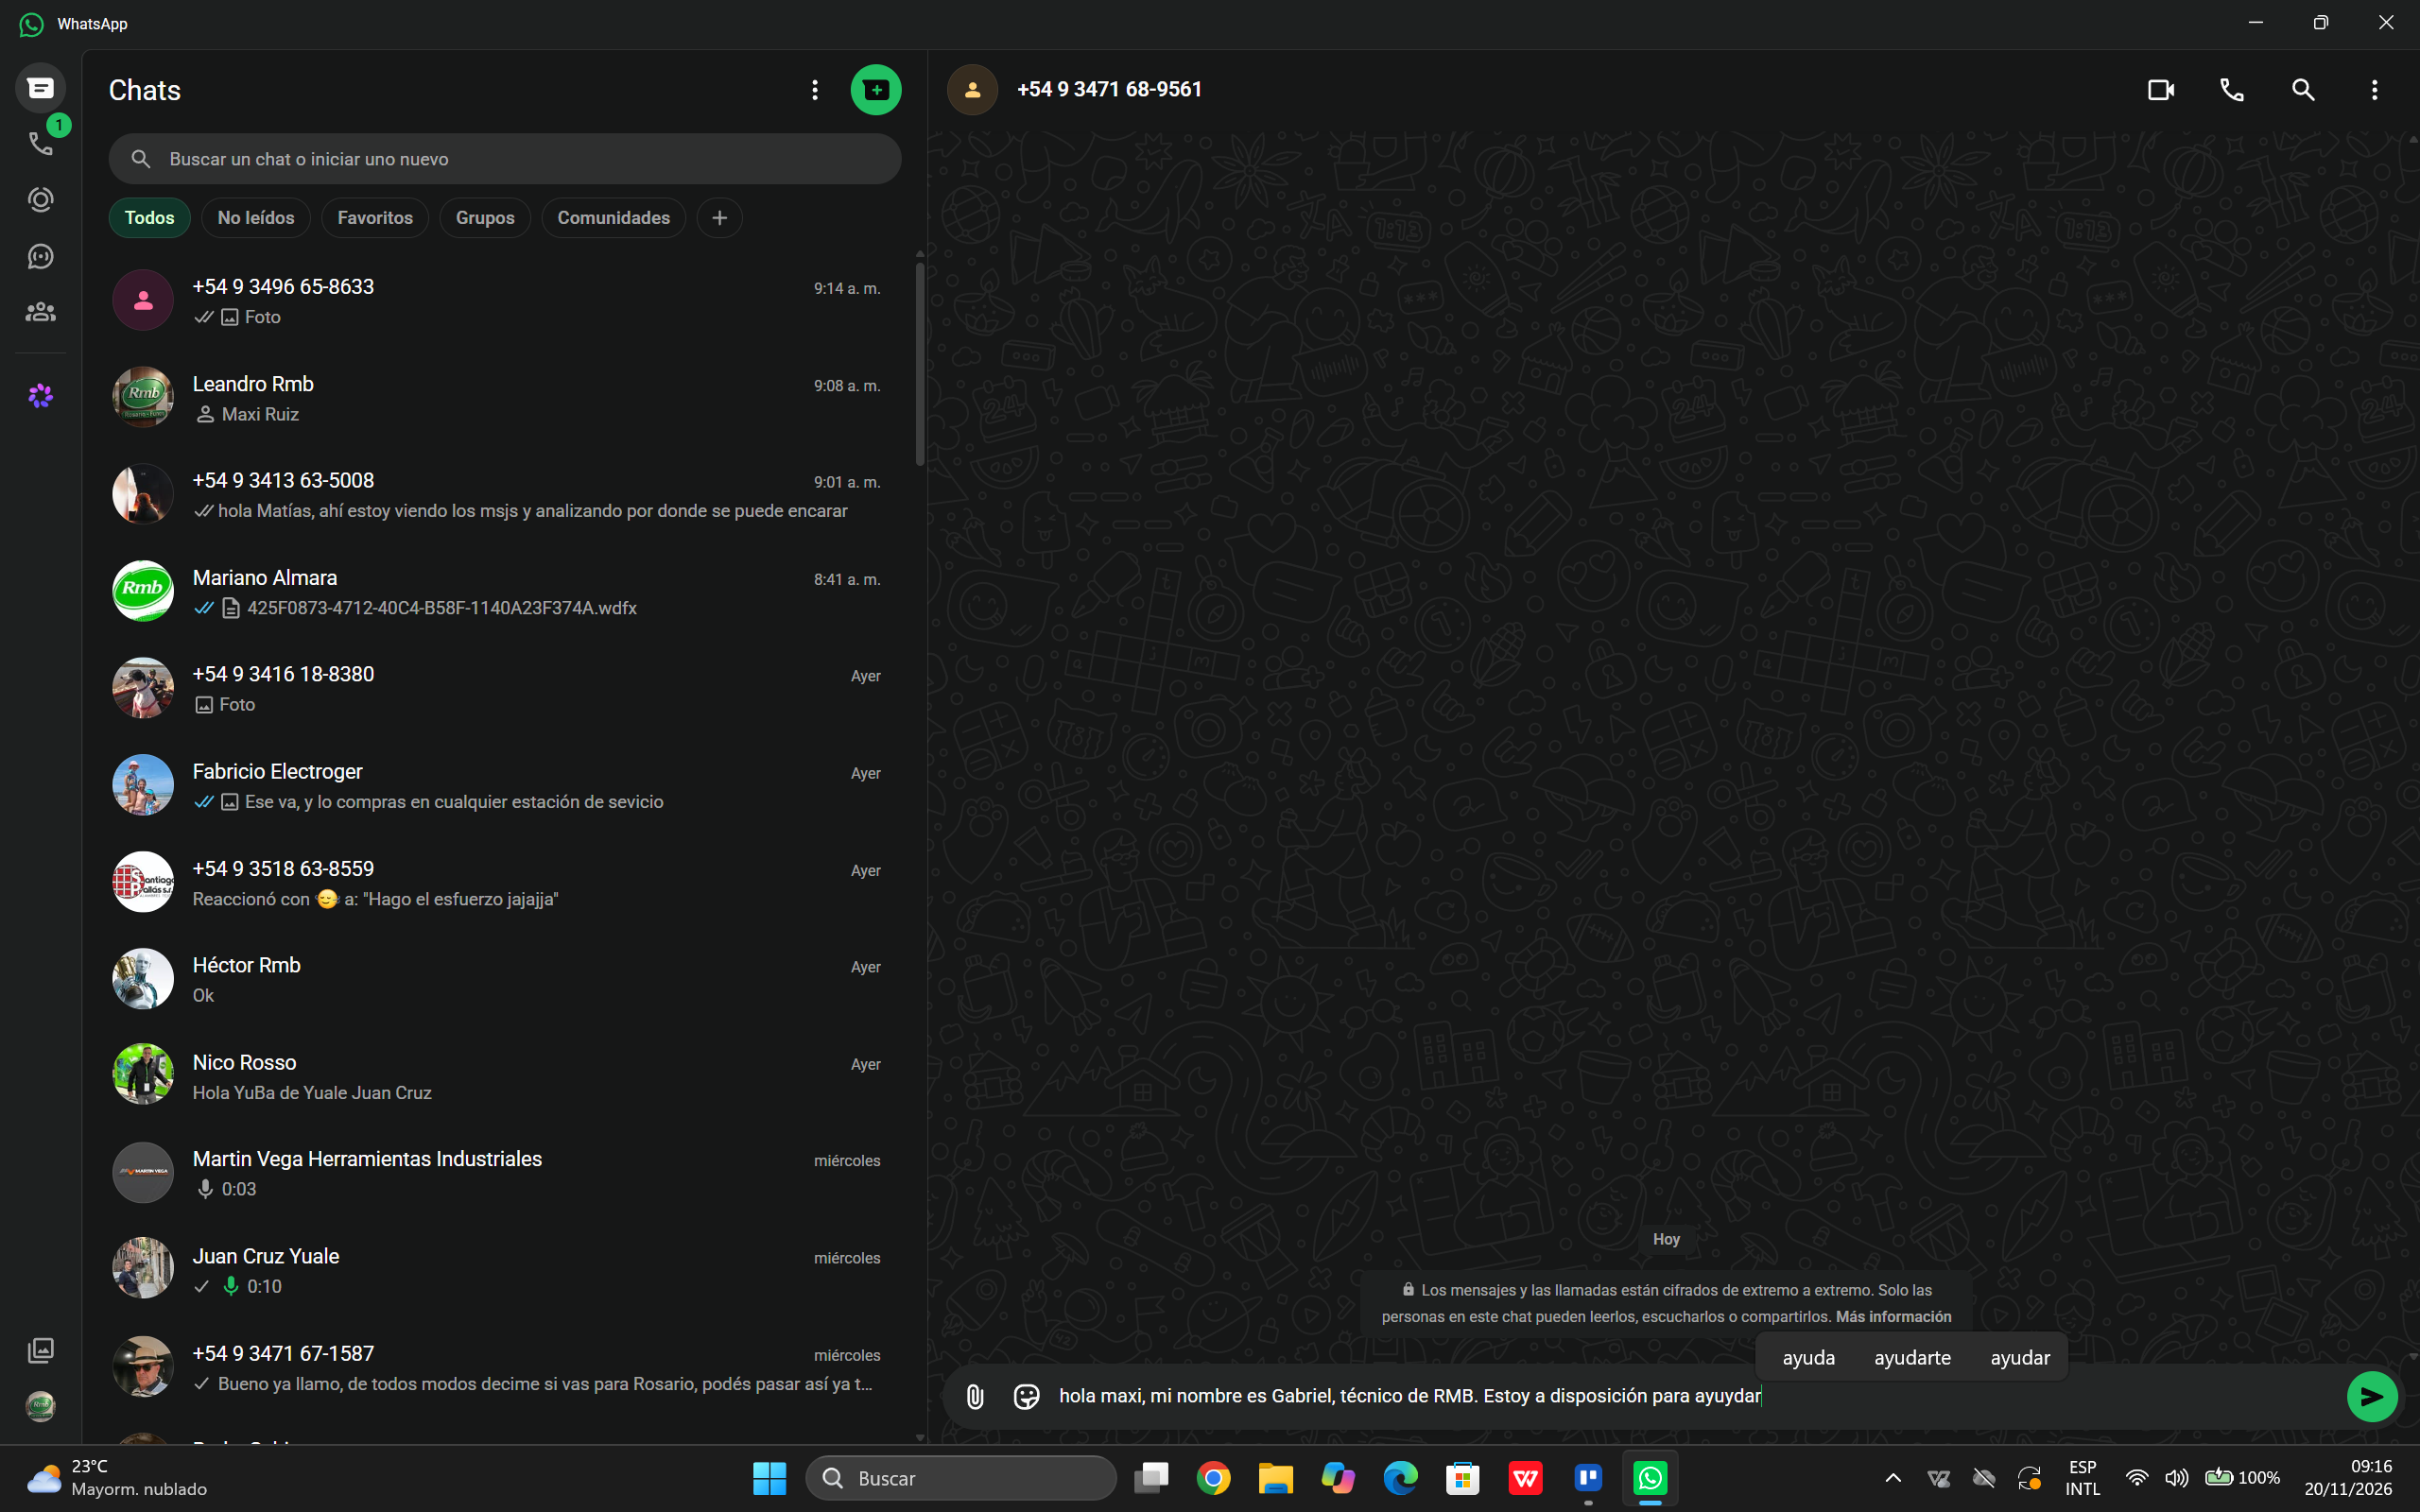 WhatsApp
Chats
1
Buscar un chat o iniciar uno nuevo
Todos
No leídos
Favoritos
Grupos
Comunidades
+54 9 3496 65-8633
9:14 a. m.
Foto
Leandro Rmb
9:08 a. m.
Maxi Ruiz
+54 9 3413 63-5008
9:01 a. m.
hola Matías, ahí estoy viendo los msjs y analizando por donde se puede encarar
Mariano Almara
8:41 a. m.
425F0873-4712-40C4-B58F-1140A23F374A.wdfx
+54 9 3416 18-8380
Ayer
Foto
Fabricio Electroger
Ayer
Ese va, y lo compras en cualquier estación de sevicio
+54 9 3518 63-8559
Ayer
Reaccionó con 😌 a: "Hago el esfuerzo jajajja"
Héctor Rmb
Ayer
Ok
Nico Rosso
Ayer
Hola YuBa de Yuale Juan Cruz
Martin Vega Herramientas Industriales
miércoles
0:03
Juan Cruz Yuale
miércoles
0:10
+54 9 3471 67-1587
miércoles
Bueno ya llamo, de todos modos decime si vas para Rosario, podés pasar así ya t...
+54 9 3471 68-9561
Hoy
Los mensajes y las llamadas están cifrados de extremo a extremo. Solo las
personas en este chat pueden leerlos, escucharlos o compartirlos. Más información
ayuda ayudarte ayudar
hola maxi, mi nombre es Gabriel, técnico de RMB. Estoy a disposición para ayuydar
23°C
Mayorm. nublado
Buscar
ESP
INTL
100%
09:16
20/11/2026